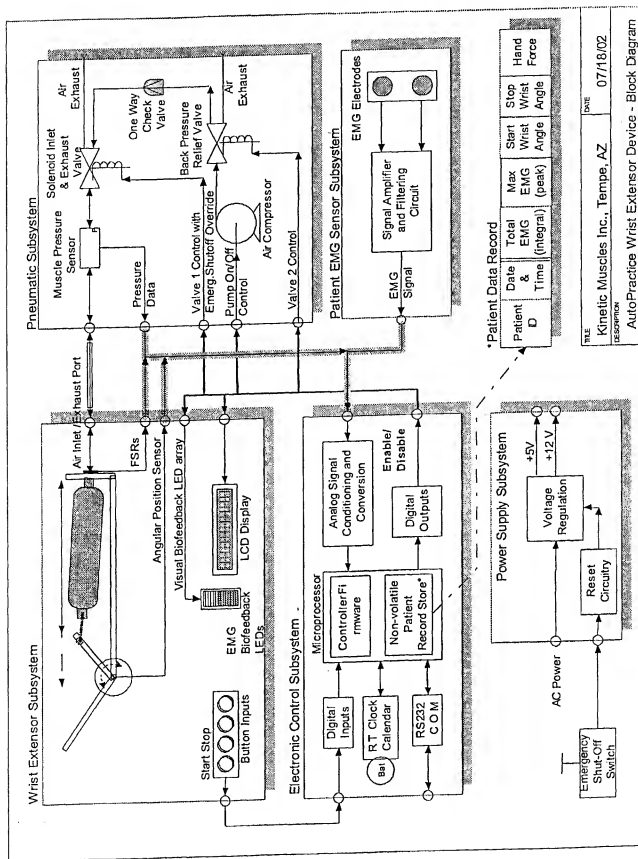 Wrist Extensor Subsystem
Air Inlet /Exhaust Port
FSRs
Angular Position Sensor
Visual Biofeedback LED array
LCD Display
EMG
Biofeedback
LEDs
Start Stop
Button Inputs
Pneumatic Subsystem
Muscle Pressure
Sensor
Solenoid Inlet
& Exhaust
Valve
Air
Exhaust
One Way
Check
Valve
Back Pressure
Relief Valve
Air
Exhaust
Pressure
Data
Valve 1 Control with
Emerg.Shutoff Override
Pump On/Off
Control
Air Compressor
Valve 2 Control
Patient EMG Sensor Subsystem
EMG
Signal
Signal Amplifier
and Filtering
Circuit
EMG Electrodes
Electronic Control Subsystem
Microprocessor
Digital
Inputs
RT Clock
Calendar
Bat
RS232
COM
ControllerFi
rmware
Non-volatile
Patient
Record Store*
Analog Signal
Conditioning and
Conversion
Enable/
Disable
Digital
Outputs
*Patient Data Record
Patient
ID
Date
&
Time
Total
EMG
(integral)
Max
EMG
(peak)
Start
Wrist
Angle
Stop
Wrist
Angle
Hand
Force
Power Supply Subsystem
AC Power
Voltage
Regulation
+5V
+12 V
Reset
Circuitry
Emergency
Shut-Off
Switch
TITLE
Kinetic Muscles Inc., Tempe, AZ
DATE
07/18/02
DESCRIPTION
AutoPractice Wrist Extensor Device - Block Diagram